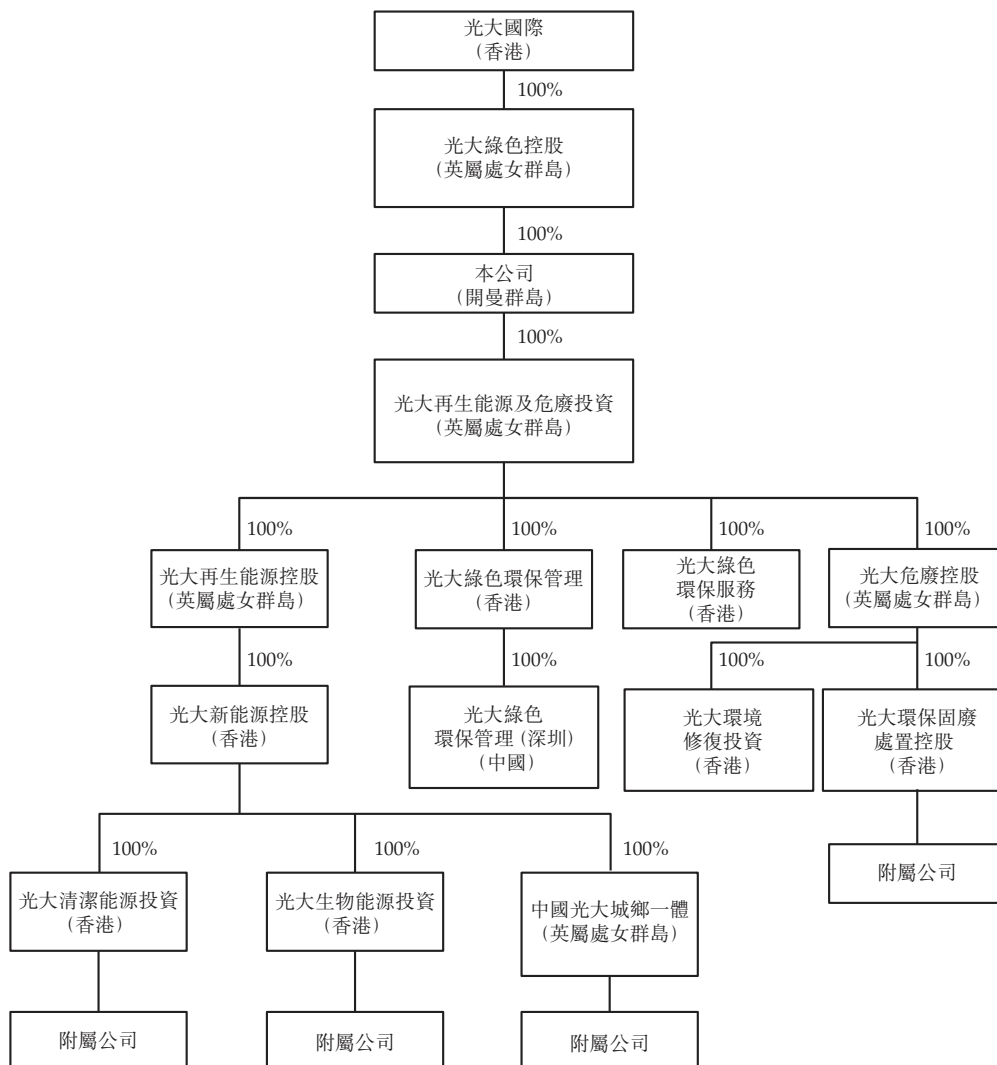 光大國際
(香港)
100%
光大綠色控股
(英屬處女群島)
100%
本公司
(開曼群島)
100%
光大再生能源及危廢投資
(英屬處女群島)
100%
100%
100%
100%
光大再生能源控股
(英屬處女群島)
光大綠色環保管理
(香港)
光大綠色
環保服務
(香港)
光大危廢控股
(英屬處女群島)
100%
100%
100%
100%
光大新能源控股
(香港)
光大綠色
環保管理(深圳)
(中國)
光大環境
修復投資
(香港)
光大環保固廢
處置控股
(香港)
100%
100%
100%
光大清潔能源投資
(香港)
光大生物能源投資
(香港)
中國光大城鄉一體
(英屬處女群島)
附屬公司
附屬公司
附屬公司
附屬公司